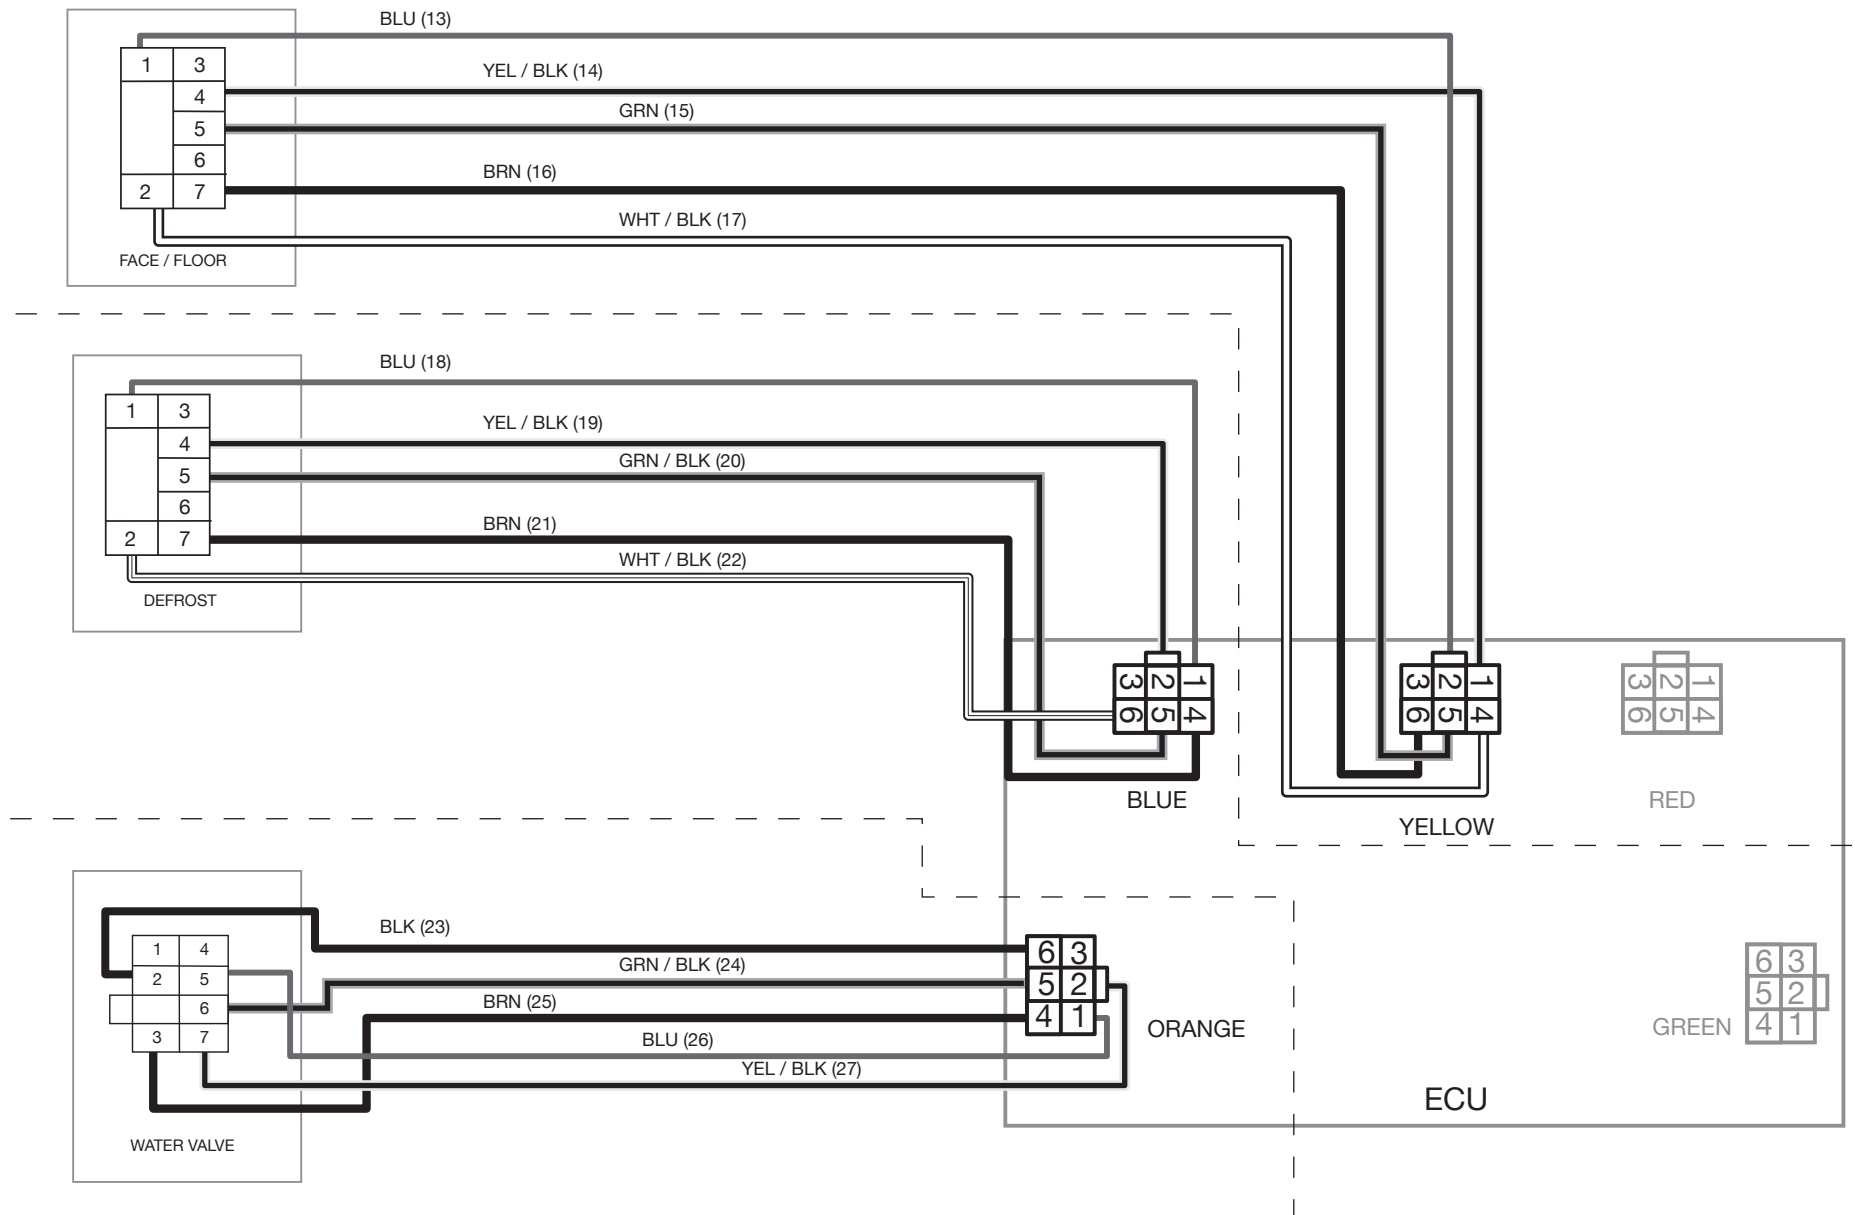 BLU (13)
1 3
YEL / BLK (14)
4
GRN (15)
5
6
BRN (16)
2 7
WHT / BLK (17)
FACE / FLOOR
BLU (18)
1 3
YEL / BLK (19)
4
GRN / BLK (20)
5
6
BRN (21)
2 7
WHT / BLK (22)
DEFROST
3 2 1
6 5 4
BLUE
3 2 1
6 5 4
YELLOW
3 2 1
6 5 4
RED
BLK (23)
1 4
GRN / BLK (24)
2 5
BRN (25)
6
BLU (26)
3 7
YEL / BLK (27)
WATER VALVE
6 3
5 2
4 1
ORANGE
6 3
5 2
4 1
GREEN
ECU